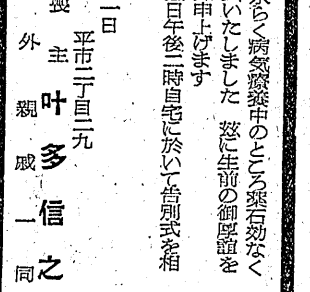 永らく病気療養中のところ薬石効なく
いたしました 玆に生前の御厚誼を
申上げます
日午後二時自宅に於いて告別式を相
一日
平市二丁目二九
喪主 叶多信之
外 親戚一同